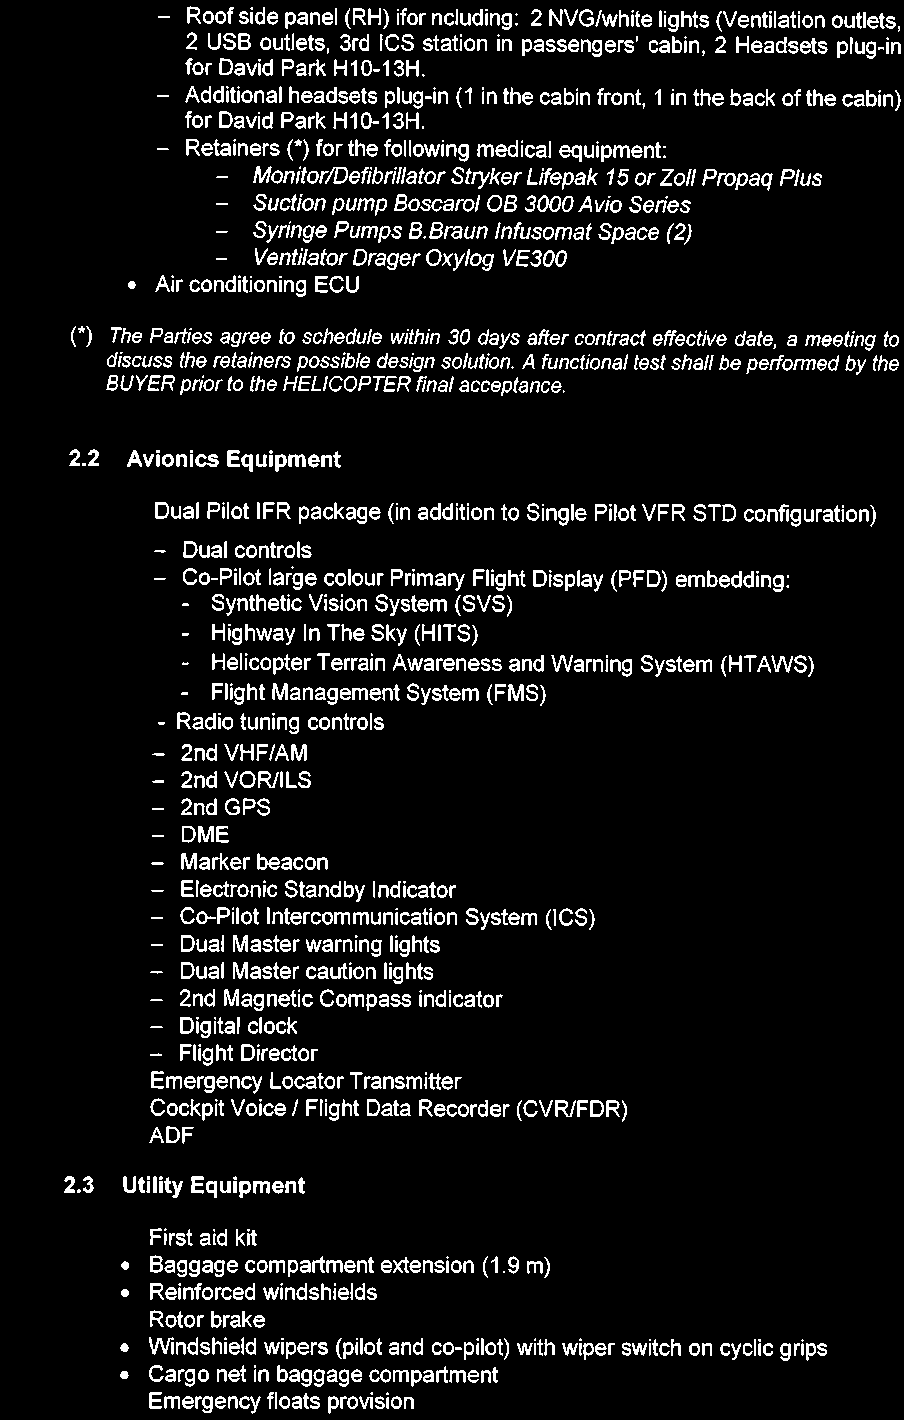 – Roof side panel (RH) ifor ncluding: 2 NVG/white lights (Ventilation outlets,
2 USB outlets, 3rd ICS station in passengers' cabin, 2 Headsets plug-in
for David Park H10-13H.
– Additional headsets plug-in (1 in the cabin front, 1 in the back of the cabin)
for David Park H10-13H.
– Retainers (*) for the following medical equipment:
– Monitor/Defibrillator Stryker Lifepak 15 or Zoll Propaq Plus
– Suction pump Boscarol OB 3000 Avio Series
– Syringe Pumps B.Braun Infusomat Space (2)
– Ventilator Drager Oxylog VE300
• Air conditioning ECU
(*) The Parties agree to schedule within 30 days after contract effective date, a meeting to
discuss the retainers possible design solution. A functional test shall be performed by the
BUYER prior to the HELICOPTER final acceptance.
2.2 Avionics Equipment
Dual Pilot IFR package (in addition to Single Pilot VFR STD configuration)
– Dual controls
– Co-Pilot large colour Primary Flight Display (PFD) embedding:
- Synthetic Vision System (SVS)
- Highway In The Sky (HITS)
- Helicopter Terrain Awareness and Warning System (HTAWS)
- Flight Management System (FMS)
- Radio tuning controls
– 2nd VHF/AM
– 2nd VOR/ILS
– 2nd GPS
– DME
– Marker beacon
– Electronic Standby Indicator
– Co-Pilot Intercommunication System (ICS)
– Dual Master warning lights
– Dual Master caution lights
– 2nd Magnetic Compass indicator
– Digital clock
– Flight Director
Emergency Locator Transmitter
Cockpit Voice / Flight Data Recorder (CVR/FDR)
ADF
2.3 Utility Equipment
First aid kit
• Baggage compartment extension (1.9 m)
• Reinforced windshields
Rotor brake
• Windshield wipers (pilot and co-pilot) with wiper switch on cyclic grips
• Cargo net in baggage compartment
Emergency floats provision